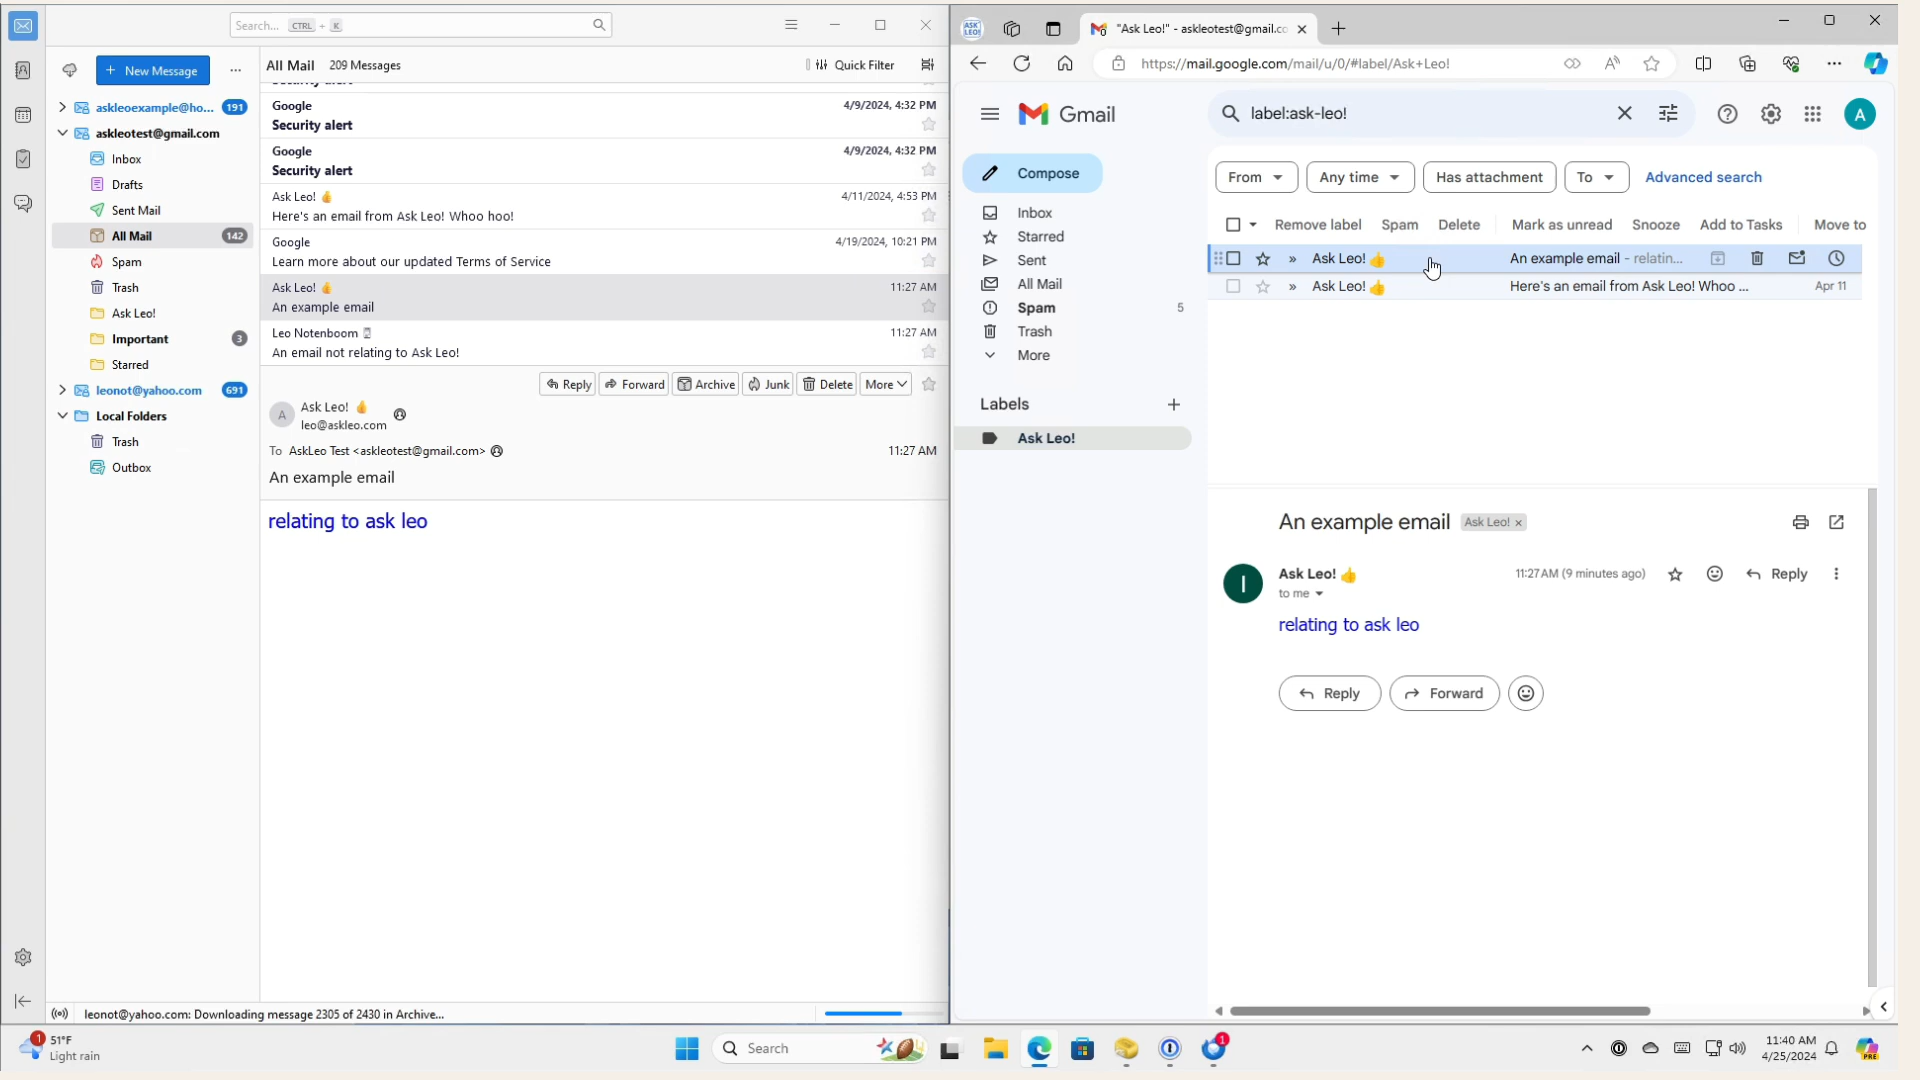 Search... CTRL + K
New Message
askleoexample@ho... 191
askleotest@gmail.com
Inbox
Drafts
Sent Mail
All Mail 142
Spam
Trash
Ask Leo!
Important 3
Starred
leonot@yahoo.com 691
Local Folders
Trash
Outbox
All Mail 209 Messages Quick Filter
Google 4/9/2024, 4:32 PM
Security alert
Google 4/9/2024, 4:32 PM
Security alert
Ask Leo! 👍 4/11/2024, 4:53 PM
Here's an email from Ask Leo! Whoo hoo!
Google 4/19/2024, 10:21 PM
Learn more about our updated Terms of Service
Ask Leo! 👍 11:27 AM
An example email
Leo Notenboom 11:27 AM
An email not relating to Ask Leo!
Reply Forward Archive Junk Delete More
A Ask Leo! 👍
leo@askleo.com
To AskLeo Test <askleotest@gmail.com> 11:27 AM
An example email
relating to ask leo
leonot@yahoo.com: Downloading message 2305 of 2430 in Archive...
ASK LEO! "Ask Leo!" - askleotest@gmail.co
https://mail.google.com/mail/u/0/#label/Ask+Leo!
Gmail label:ask-leo! A
Compose
Inbox
Starred
Sent
All Mail
Spam 5
Trash
More
Labels +
Ask Leo!
From Any time Has attachment To Advanced search
Remove label Spam Delete Mark as unread Snooze Add to Tasks Move to
Ask Leo! 👍 An example email - relatin...
Ask Leo! 👍 Here's an email from Ask Leo! Whoo ... Apr 11
An example email Ask Leo! ×
Ask Leo! 👍 11:27 AM (9 minutes ago) Reply
to me
relating to ask leo
Reply Forward
1 51°F
Light rain
Search
1
11:40 AM
4/25/2024
PRE